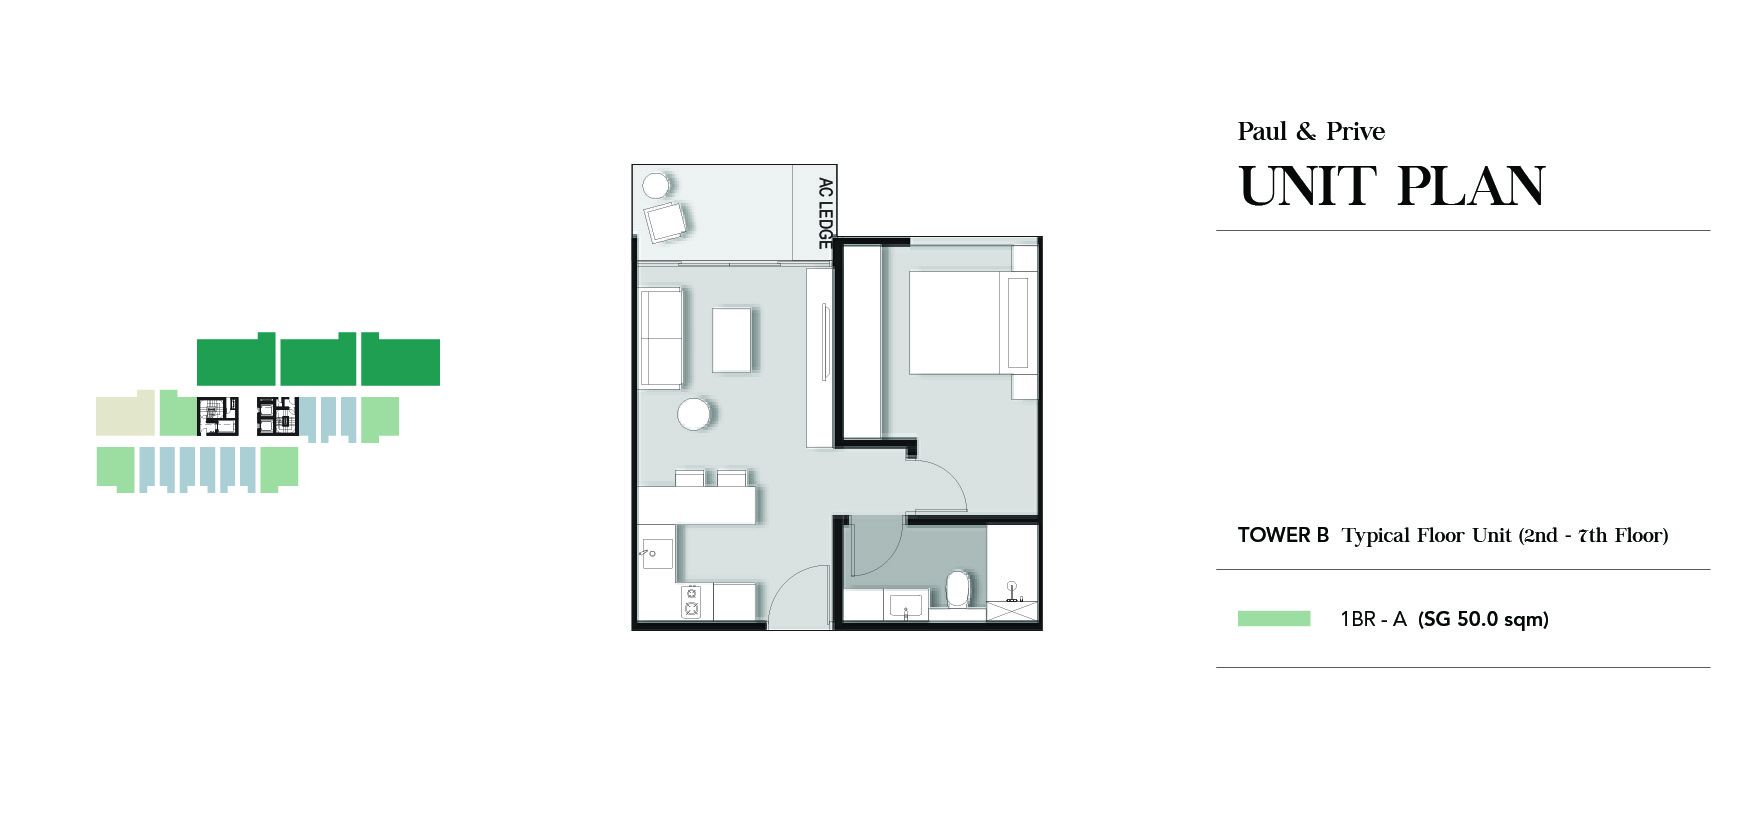 Paul & Prive
UNIT PLAN
AC LEDGE
TOWER B Typical Floor Unit (2nd - 7th Floor)
1BR - A (SG 50.0 sqm)